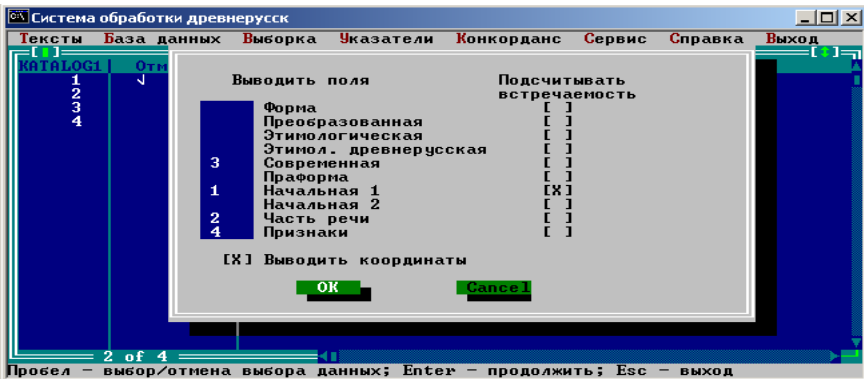 Система обработки древнерусск
Тексты База данных Выборка Указатели Конкорданс Сервис Справка Выход
KATALOG1 Отм
1 √
2
3
4
Выводить поля Подсчитывать
встречаемость
Форма [ ]
Преобразованная [ ]
Этимологическая [ ]
Этимол. древнерусская [ ]
3 Современная [ ]
Праформа [ ]
1 Начальная 1 [X]
Начальная 2 [ ]
2 Часть речи [ ]
4 Признаки [ ]
[X] Выводить координаты
OK Cancel
2 of 4
Пробел – выбор/отмена выбора данных; Enter – продолжить; Esc – выход